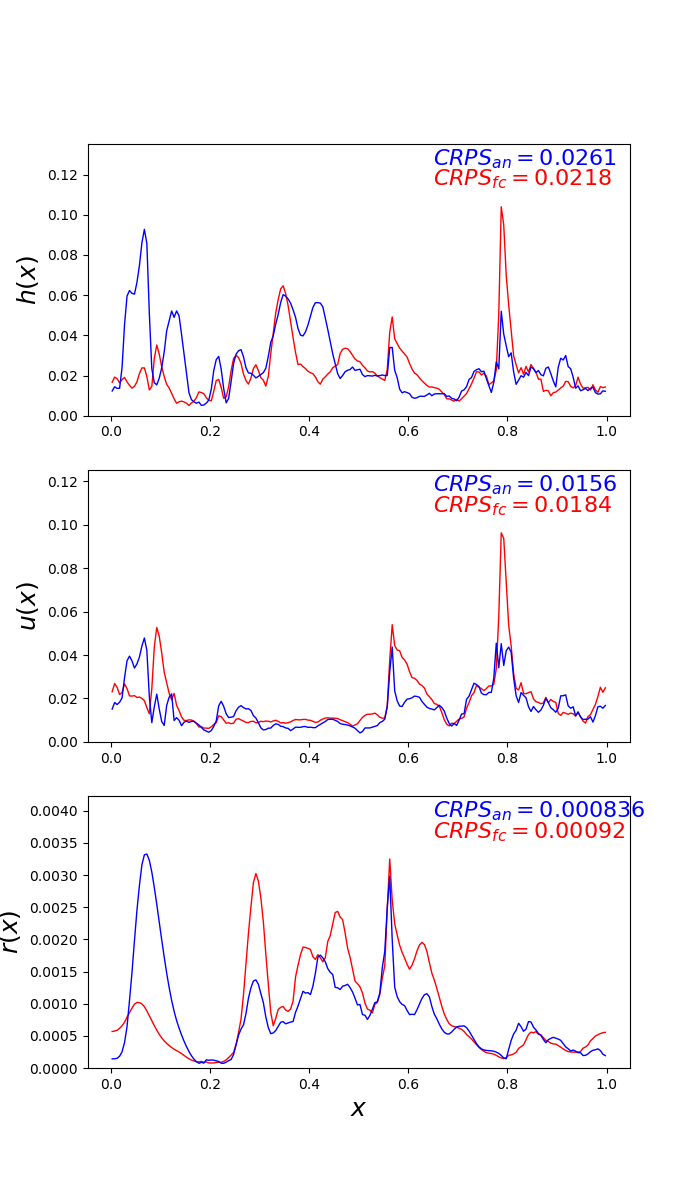 CRPS_an = 0.0261
CRPS_fc = 0.0218
0.12
0.10
0.08
0.06
0.04
0.02
0.00
h(x)
0.0 0.2 0.4 0.6 0.8 1.0
CRPS_an = 0.0156
CRPS_fc = 0.0184
0.12
0.10
0.08
0.06
0.04
0.02
0.00
u(x)
0.0 0.2 0.4 0.6 0.8 1.0
CRPS_an = 0.000836
CRPS_fc = 0.00092
0.0040
0.0035
0.0030
0.0025
0.0020
0.0015
0.0010
0.0005
0.0000
r(x)
0.0 0.2 0.4 0.6 0.8 1.0
x